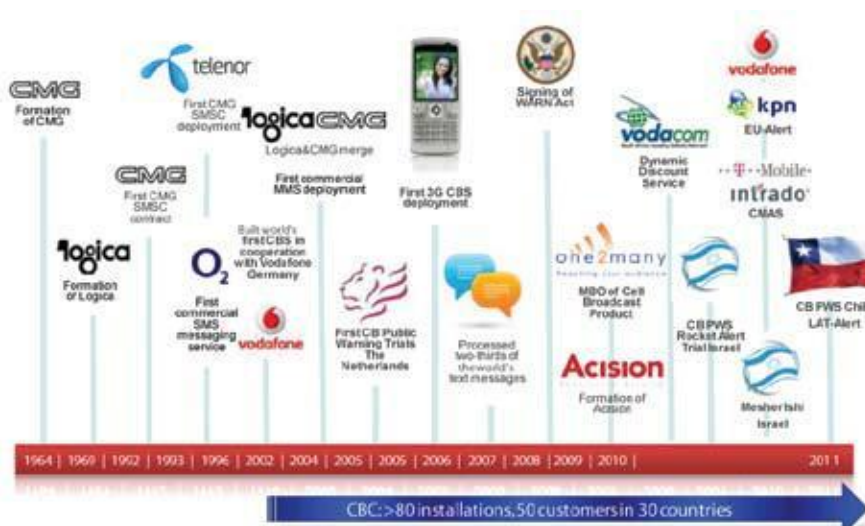 CMG
Formation
of CMG
logica
Formation
of Logica
CMG
First CMG
SMSC
contract
telenor
First CMG
SMSC
deployment
O2
First
commercial
SMS
messaging
service
Built world's
first CBS in
cooperation
with Vodafone
Germany
vodafone
logicaCMG
Logica&CMG merge
First commercial
MMS deployment
First CB Public
Warning Trials
The
Netherlands
First 3G CBS
deployment
Processed
two-thirds of
the world's
text messages
Signing of
WARN Act
one2many
MBO of Cell
Broadcast
Product
Acision
Formation of
Acision
vodacom
Dynamic
Discount
Service
CB PWS
Rocket Alert
Trial Israel
vodafone
kpn
EU-Alert
T-Mobile
intrado
CMAS
Mesher Ishi
Israel
CB PWS Chil
LAT-Alert
1964 | 1969 | 1992 | 1993 | 1996 | 2002 | 2004 | 2005 | 2005 | 2006 | 2007 | 2008 | 2009 | 2010 | 2011
CBC: >80 installations, 50 customers in 30 countries